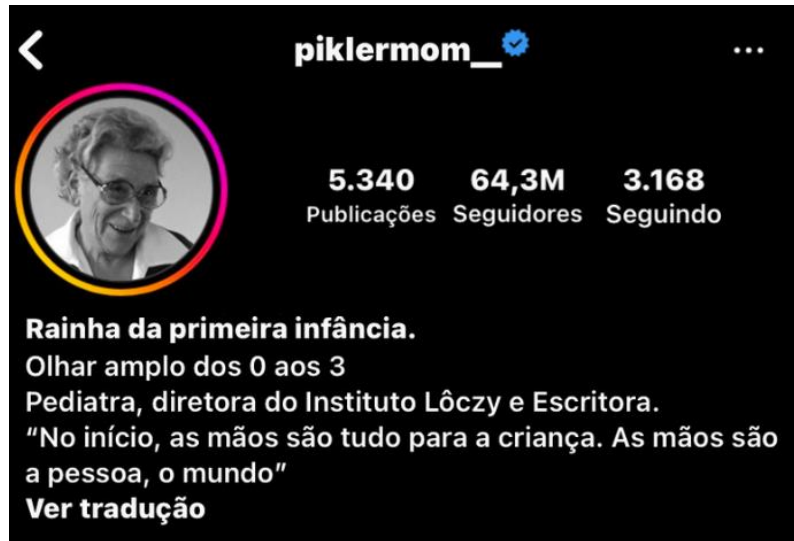 piklermom__
5.340 64,3M 3.168
Publicações Seguidores Seguindo
Rainha da primeira infância.
Olhar amplo dos 0 aos 3
Pediatra, diretora do Instituto Lôczy e Escritora.
“No início, as mãos são tudo para a criança. As mãos são
a pessoa, o mundo”
Ver tradução